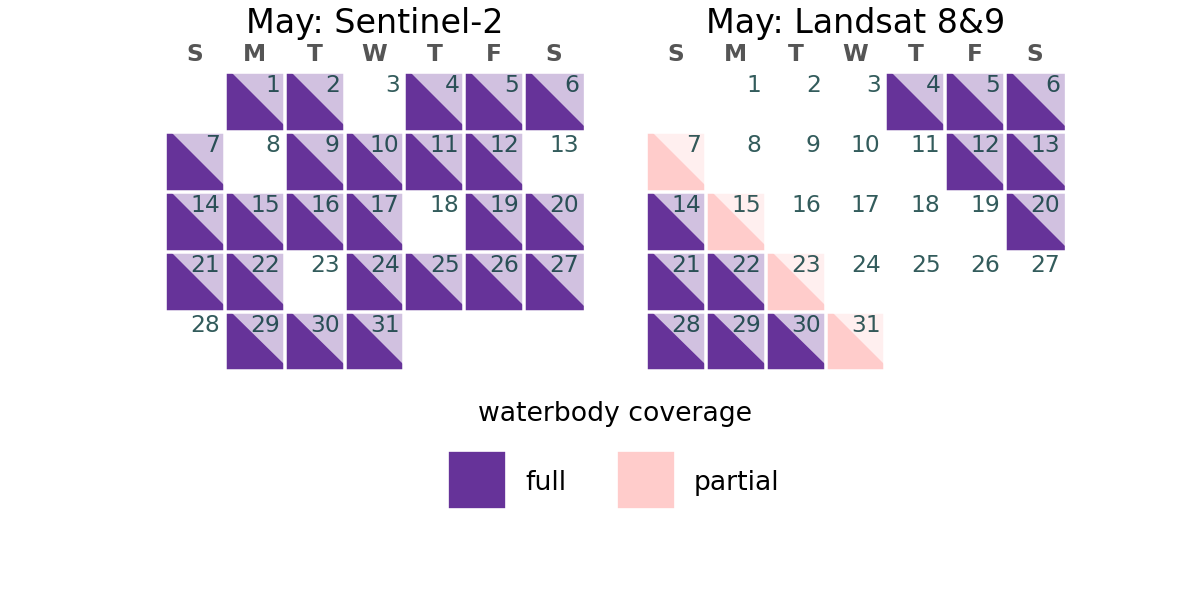 May: Sentinel-2
S M T W T F S
1 2 3 4 5 6
7 8 9 10 11 12 13
14 15 16 17 18 19 20
21 22 23 24 25 26 27
28 29 30 31
May: Landsat 8&9
S M T W T F S
1 2 3 4 5 6
7 8 9 10 11 12 13
14 15 16 17 18 19 20
21 22 23 24 25 26 27
28 29 30 31
waterbody coverage
full partial